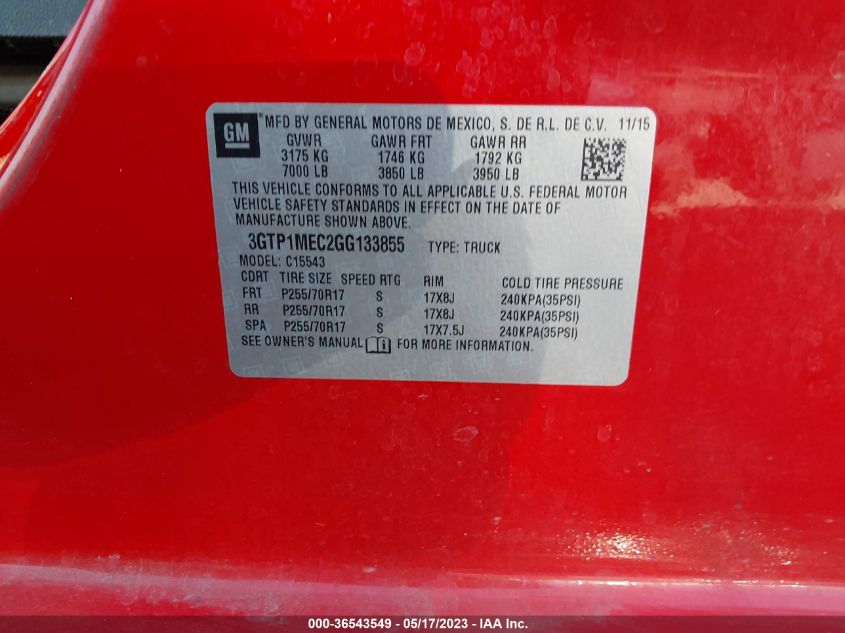 GM
®MFD BY GENERAL MOTORS DE MEXICO, S. DE R.L. DE C.V. 11/15
GVWR GAWR FRT GAWR RR
3175 KG 1746 KG 1792 KG
7000 LB 3850 LB 3950 LB
THIS VEHICLE CONFORMS TO ALL APPLICABLE U.S. FEDERAL MOTOR
VEHICLE SAFETY STANDARDS IN EFFECT ON THE DATE OF
MANUFACTURE SHOWN ABOVE.
3GTP1MEC2GG133855 TYPE: TRUCK
MODEL: C15543
CDRT TIRE SIZE SPEED RTG RIM COLD TIRE PRESSURE
FRT P255/70R17 S 17X8J 240KPA(35PSI)
RR P255/70R17 S 17X8J 240KPA(35PSI)
SPA P255/70R17 S 17X7.5J 240KPA(35PSI)
SEE OWNER'S MANUAL FOR MORE INFORMATION.
000-36543549 - 05/17/2023 - IAA Inc.